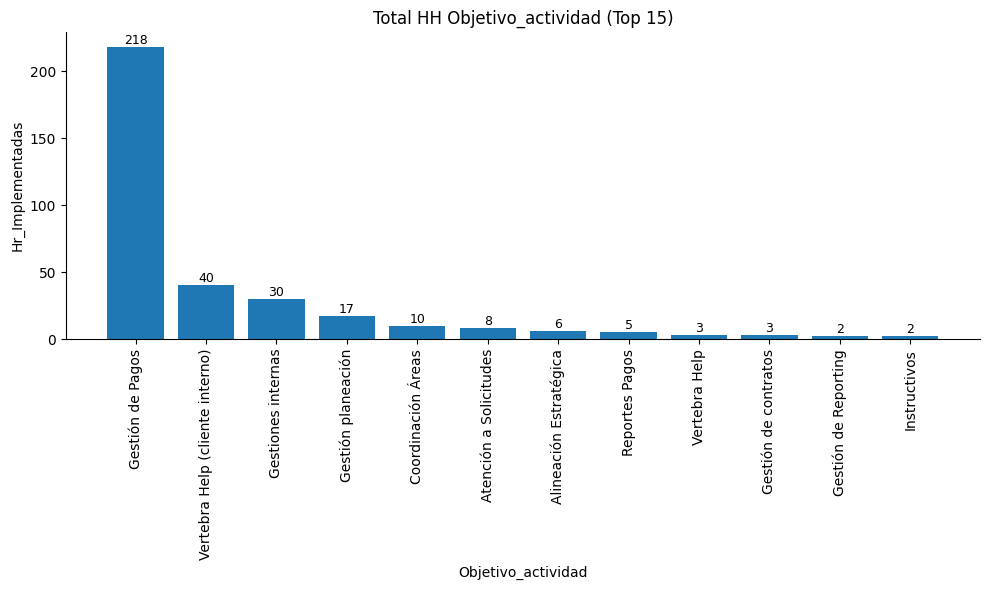 Total HH Objetivo_actividad (Top 15)
Hr_Implementadas
200
150
100
50
0
218
40
30
17
10
8
6
5
3
3
2
2
Gestión de Pagos
Vertebra Help (cliente interno)
Gestiones internas
Gestión planeación
Coordinación Áreas
Atención a Solicitudes
Alineación Estratégica
Reportes Pagos
Vertebra Help
Gestión de contratos
Gestión de Reporting
Instructivos
Objetivo_actividad